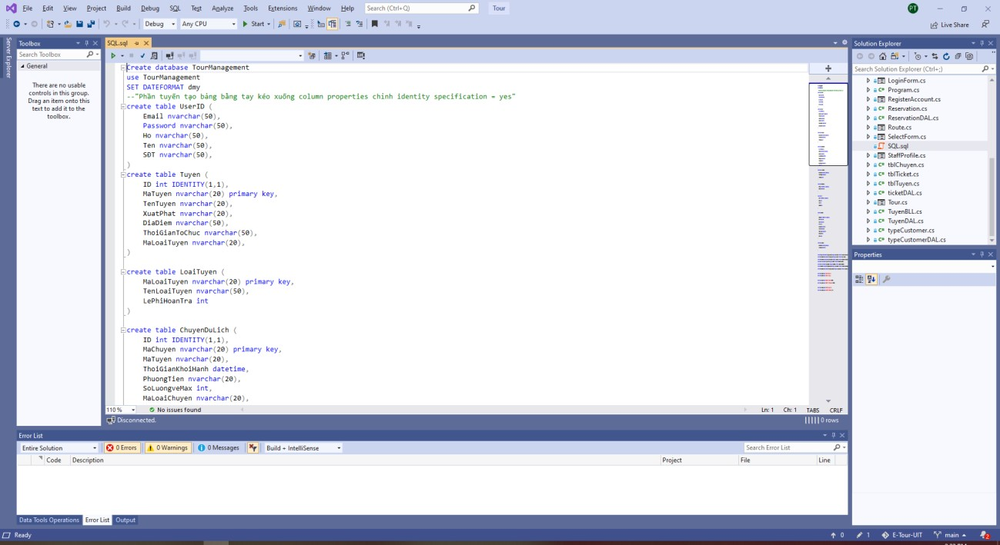 File Edit View Project Build Debug SQL Test Analyze Tools Extensions Window Help Search (Ctrl+Q) Tour PT
Debug Any CPU Start Live Share
Server Explorer
Toolbox
Search Toolbox
General
There are no usable
controls in this group.
Drag an item onto this
text to add it to the
toolbox.
SQL.sql
Create database TourManagement
use TourManagement
SET DATEFORMAT dmy
--"Phần tuyến tạo bảng bằng tay kéo xuống column properties chỉnh identity specification = yes"
create table UserID (
Email nvarchar(50),
Password nvarchar(50),
Ho nvarchar(50),
Ten nvarchar(50),
SĐT nvarchar(50),
)
create table Tuyen (
ID int IDENTITY(1,1),
MaTuyen nvarchar(20) primary key,
TenTuyen nvarchar(20),
XuatPhat nvarchar(20),
DiaDiem nvarchar(50),
ThoiGianToChuc nvarchar(50),
MaLoaiTuyen nvarchar(20),
)
create table LoaiTuyen (
MaLoaiTuyen nvarchar(20) primary key,
TenLoaiTuyen nvarchar(50),
LePhiHoanTra int
)
create table ChuyenDuLich (
ID int IDENTITY(1,1),
MaChuyen nvarchar(20) primary key,
MaTuyen nvarchar(20),
ThoiGianKhoiHanh datetime,
PhuongTien nvarchar(20),
SoLuongveMax int,
MaLoaiChuyen nvarchar(20),
110 % No issues found Ln: 1 Ch: 1 TABS CRLF
Disconnected. 0 rows
Solution Explorer
Search Solution Explorer (Ctrl+;)
LoginForm.cs
C# Program.cs
RegisterAccount.cs
C# Reservation.cs
C# ReservationDAL.cs
Route.cs
SelectForm.cs
SQL.sql
StaffProfile.cs
C# tblChuyen.cs
C# tblTicket.cs
C# tblTuyen.cs
C# ticketDAL.cs
Tour.cs
C# TuyenBLL.cs
C# TuyenDAL.cs
C# typeCustomer.cs
C# typeCustomerDAL.cs
Properties
Error List
Entire Solution 0 Errors 0 Warnings 0 Messages Build + IntelliSense Search Error List
Code Description Project File Line
Data Tools Operations Error List Output
Ready 0 1 E-Tour-UIT main 2